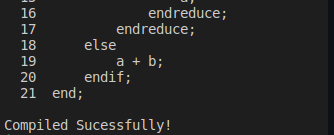 16 endreduce;
17 endreduce;
18 else
19 a + b;
20 endif;
21 end;
Compiled Sucessfully!